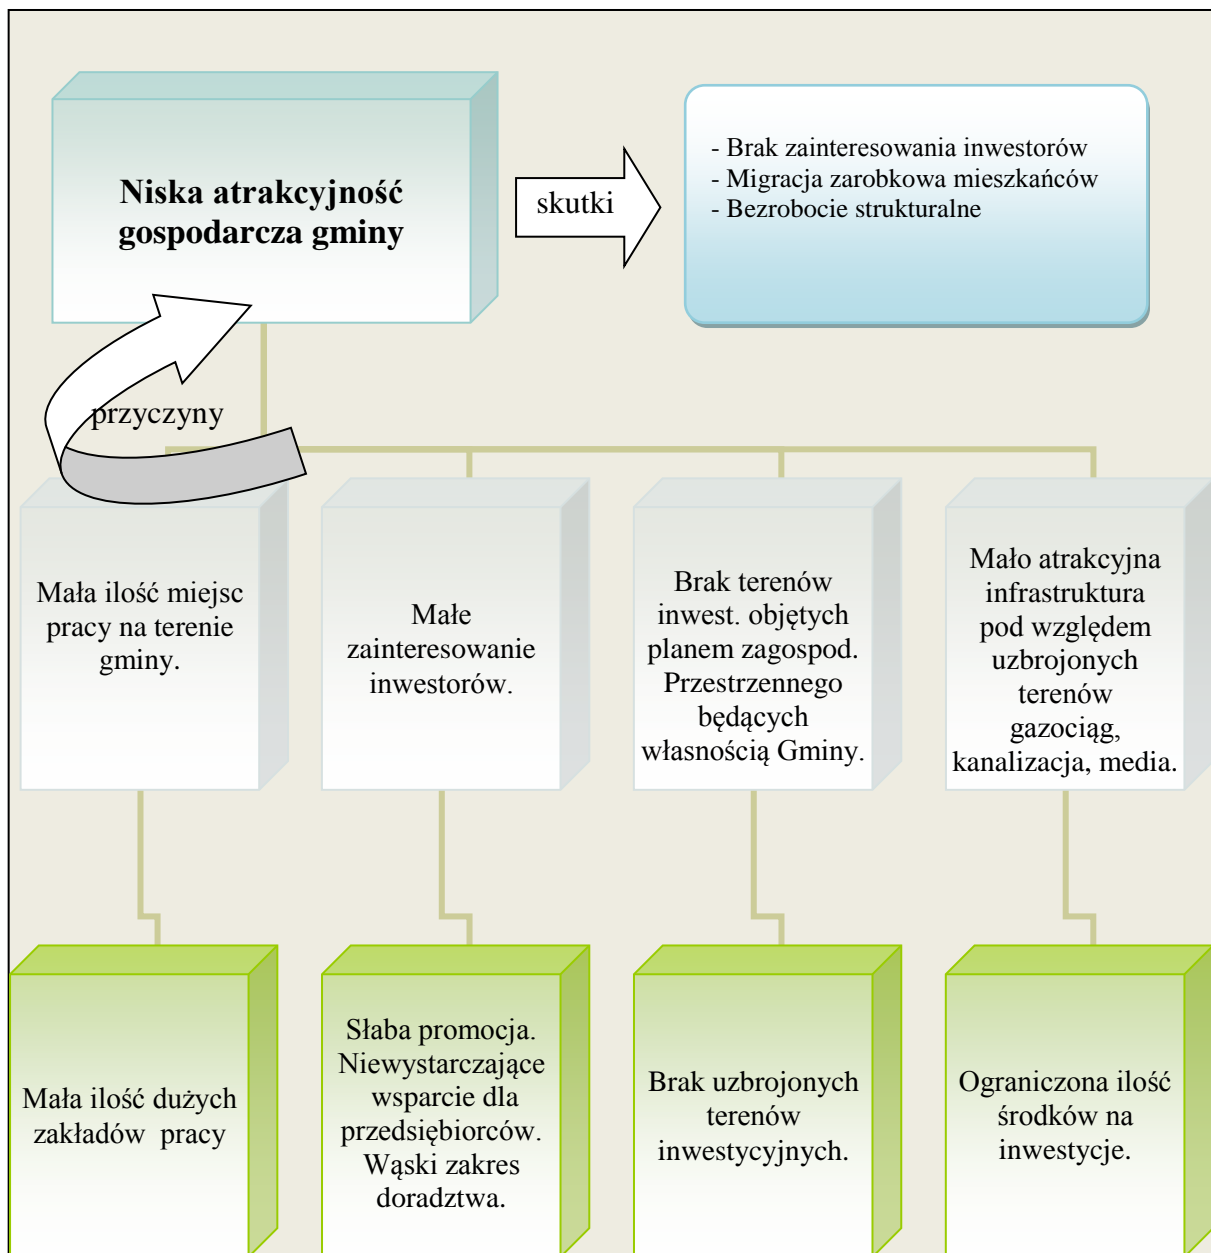 Niska atrakcyjność
gospodarcza gminy
skutki
- Brak zainteresowania inwestorów
- Migracja zarobkowa mieszkańców
- Bezrobocie strukturalne
przyczyny
Mała ilość miejsc
pracy na terenie
gminy.
Małe
zainteresowanie
inwestorów.
Brak terenów
inwest. objętych
planem zagospod.
Przestrzennego
będących
własnością Gminy.
Mało atrakcyjna
infrastruktura
pod względem
uzbrojonych
terenów
gazociąg,
kanalizacja, media.
Mała ilość dużych
zakładów  pracy
Słaba promocja.
Niewystarczające
wsparcie dla
przedsiębiorców.
Wąski zakres
doradztwa.
Brak uzbrojonych
terenów
inwestycyjnych.
Ograniczona ilość
środków na
inwestycje.